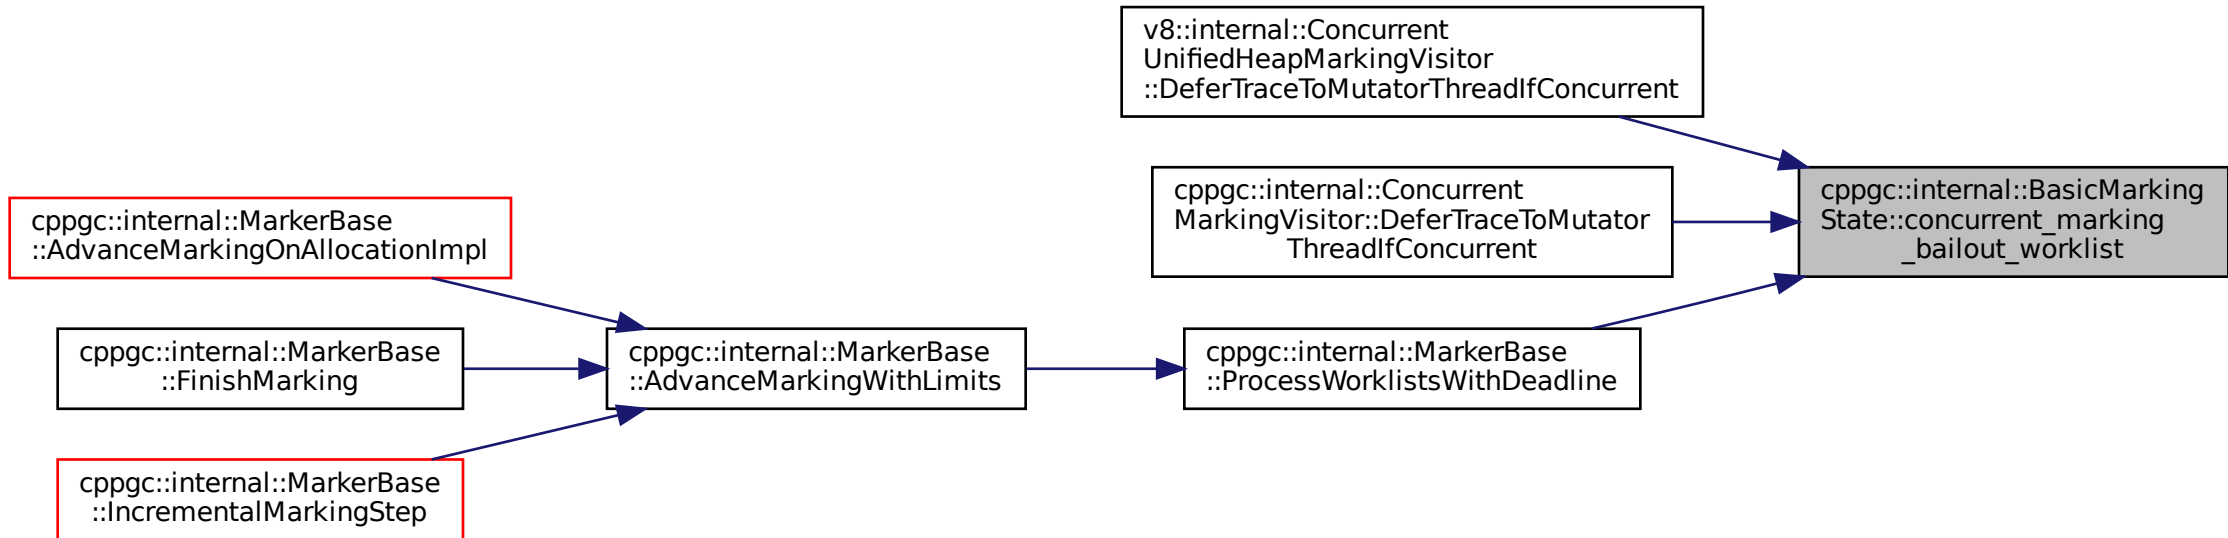 v8::internal::Concurrent
UnifiedHeapMarkingVisitor
::DeferTraceToMutatorThreadIfConcurrent
cppgc::internal::Concurrent
MarkingVisitor::DeferTraceToMutator
ThreadIfConcurrent
cppgc::internal::BasicMarking
State::concurrent_marking
_bailout_worklist
cppgc::internal::MarkerBase
::AdvanceMarkingOnAllocationImpl
cppgc::internal::MarkerBase
::FinishMarking
cppgc::internal::MarkerBase
::AdvanceMarkingWithLimits
cppgc::internal::MarkerBase
::ProcessWorklistsWithDeadline
cppgc::internal::MarkerBase
::IncrementalMarkingStep